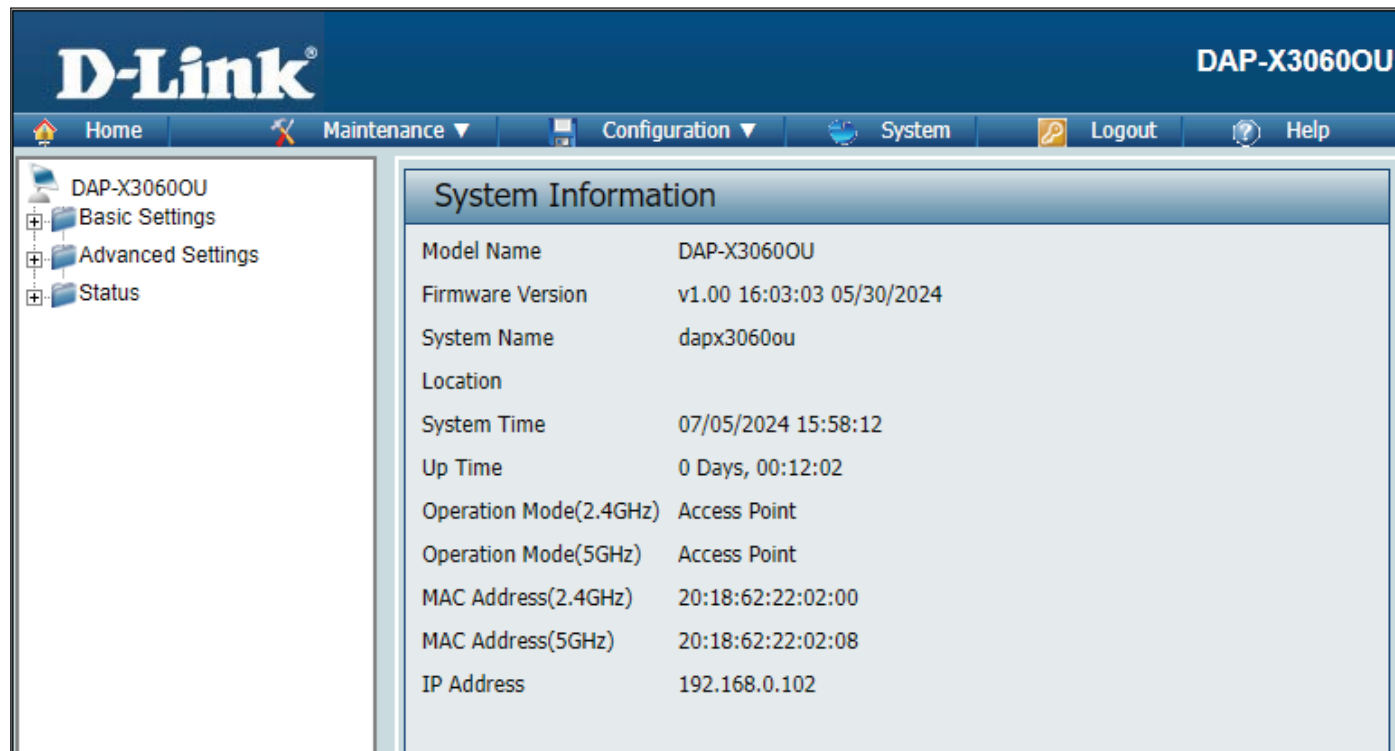 D-Link®
DAP-X3060OU
Home Maintenance ▼ Configuration ▼ System Logout Help
DAP-X3060OU
Basic Settings
Advanced Settings
Status
System Information
Model Name DAP-X3060OU
Firmware Version v1.00 16:03:03 05/30/2024
System Name dapx3060ou
Location
System Time 07/05/2024 15:58:12
Up Time 0 Days, 00:12:02
Operation Mode(2.4GHz) Access Point
Operation Mode(5GHz) Access Point
MAC Address(2.4GHz) 20:18:62:22:02:00
MAC Address(5GHz) 20:18:62:22:02:08
IP Address 192.168.0.102